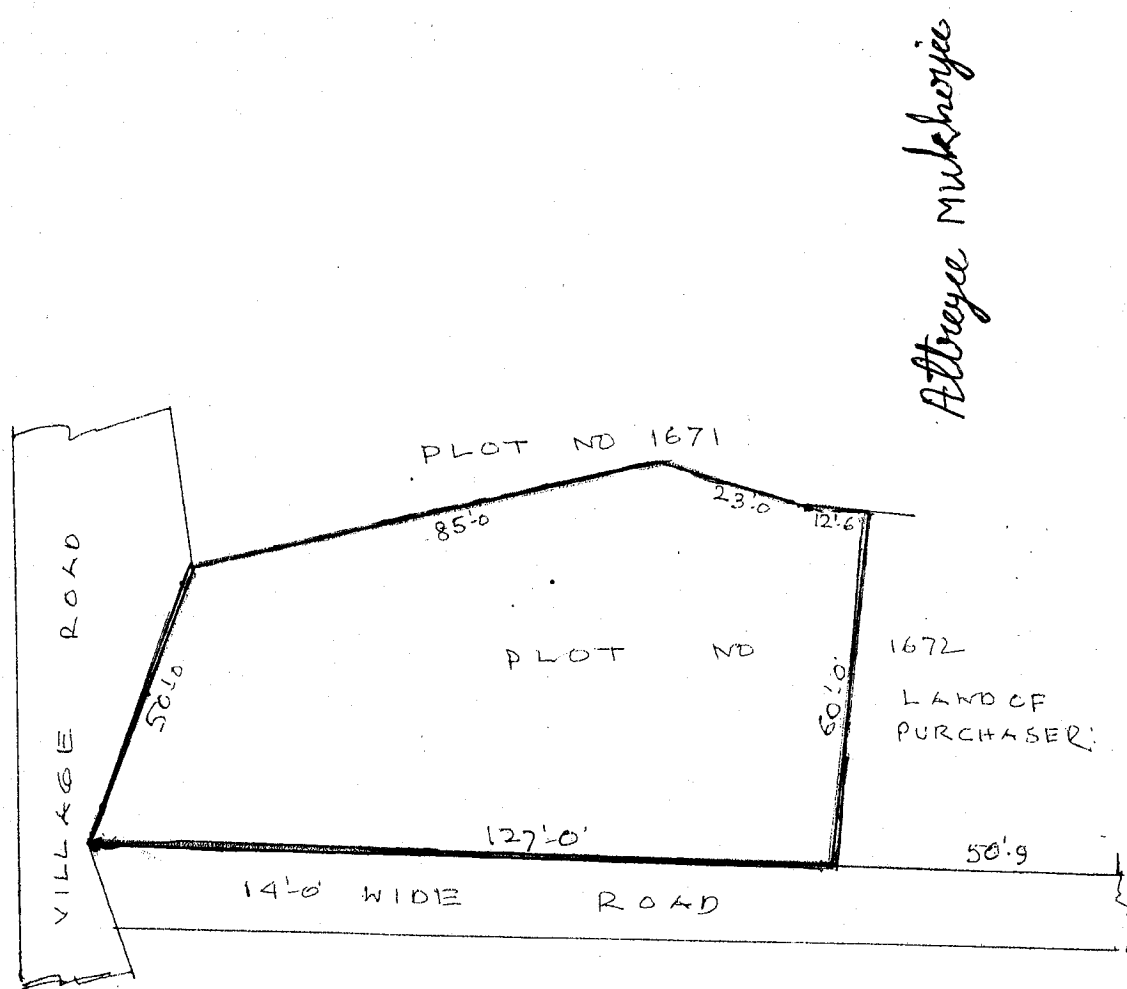 Attreyee Mukherjee
PLOT NO 1671
85'-0
23'-0
12'-6
VILLAGE ROAD
50'-0
PLOT NO 1672
60'-0'
LAND OF
PURCHASER.
127'-0'
50'-9
14'-0' WIDE ROAD